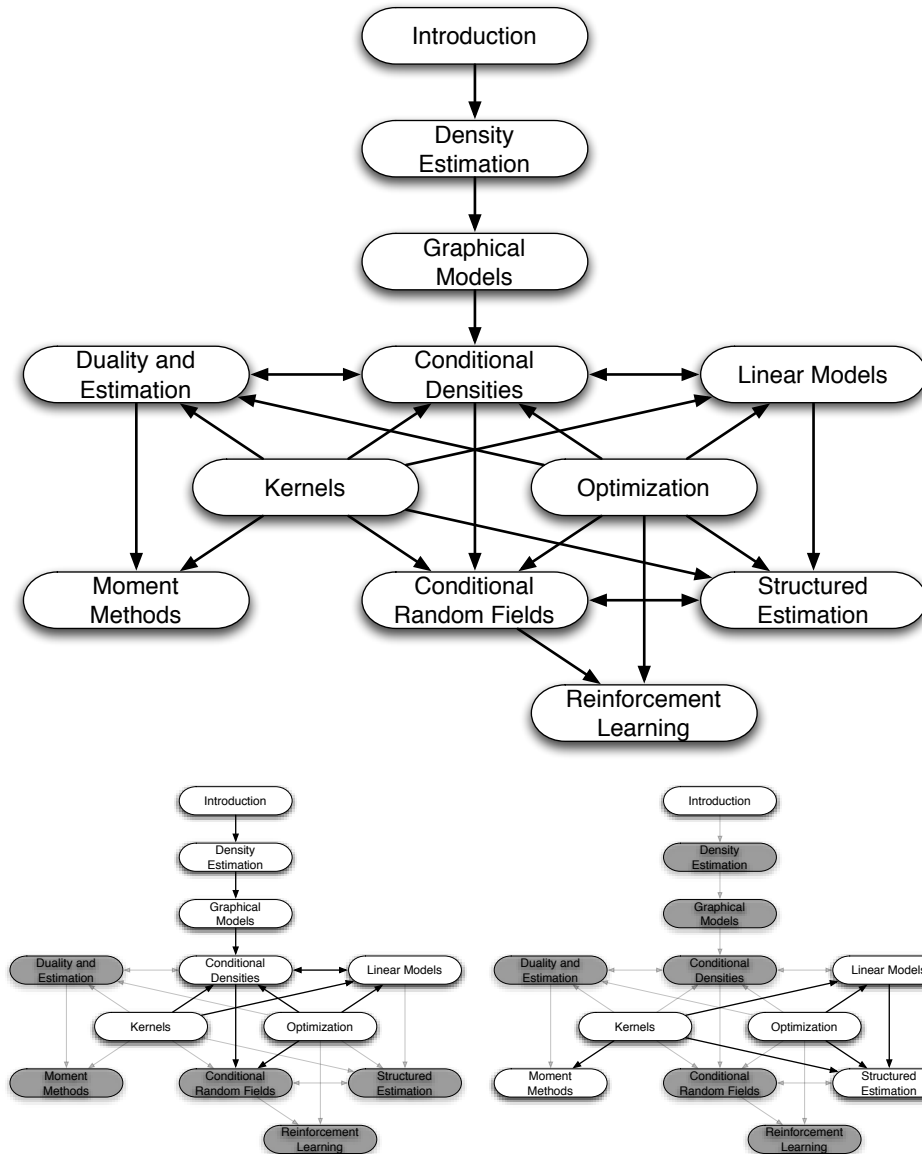 Introduction
Density
Estimation
Graphical
Models
Duality and
Estimation
Conditional
Densities
Linear Models
Kernels
Optimization
Moment
Methods
Conditional
Random Fields
Structured
Estimation
Reinforcement
Learning
Introduction
Density
Estimation
Graphical
Models
Duality and
Estimation
Conditional
Densities
Linear Models
Kernels
Optimization
Moment
Methods
Conditional
Random Fields
Structured
Estimation
Reinforcement
Learning
Introduction
Density
Estimation
Graphical
Models
Duality and
Estimation
Conditional
Densities
Linear Models
Kernels
Optimization
Moment
Methods
Conditional
Random Fields
Structured
Estimation
Reinforcement
Learning